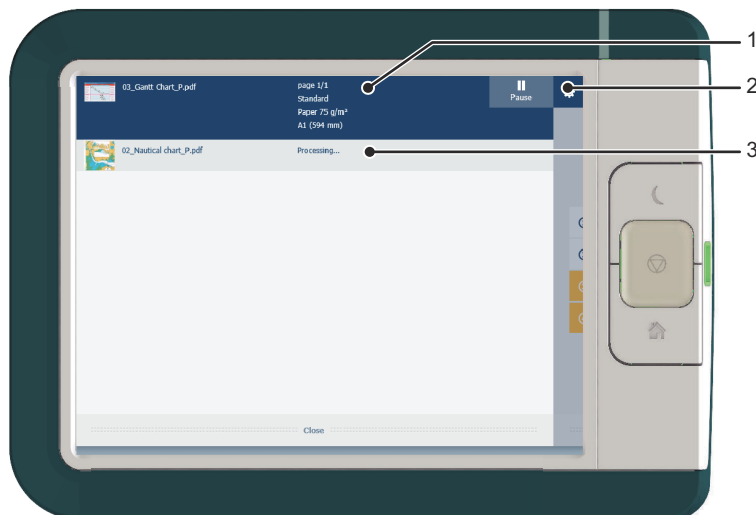 1
03_Gantt Chart_P.pdf
page 1/1
Standard
Paper 75 g/m²
A1 (594 mm)
Pause
2
02_Nautical chart_P.pdf
Processing...
3
Close